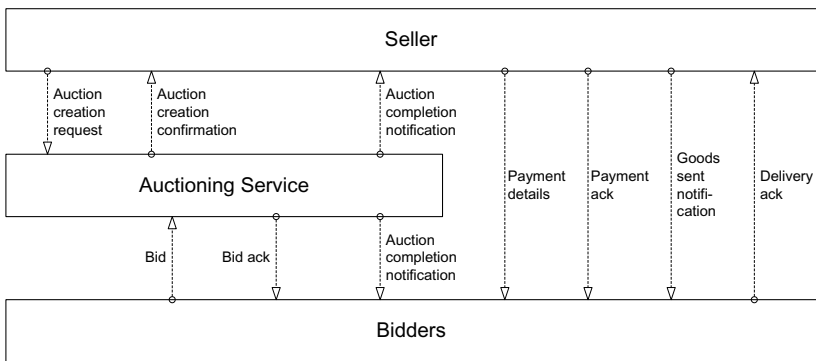 Seller
Auction
creation
request
Auction
creation
confirmation
Auction
completion
notification
Auctioning Service
Payment
details
Payment
ack
Goods
sent
notifi-
cation
Delivery
ack
Bid
Bid ack
Auction
completion
notification
Bidders